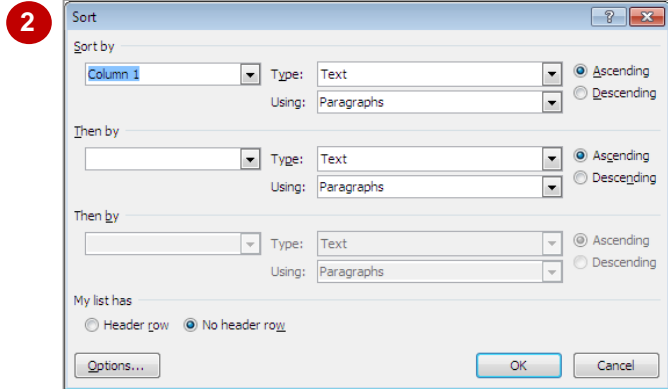 2
Sort
Sort by
Column 1 Type: Text Ascending
Using: Paragraphs Descending
Then by
Type: Text Ascending
Using: Paragraphs Descending
Then by
Type: Text Ascending
Using: Paragraphs Descending
My list has
Header row No header row
Options... OK Cancel